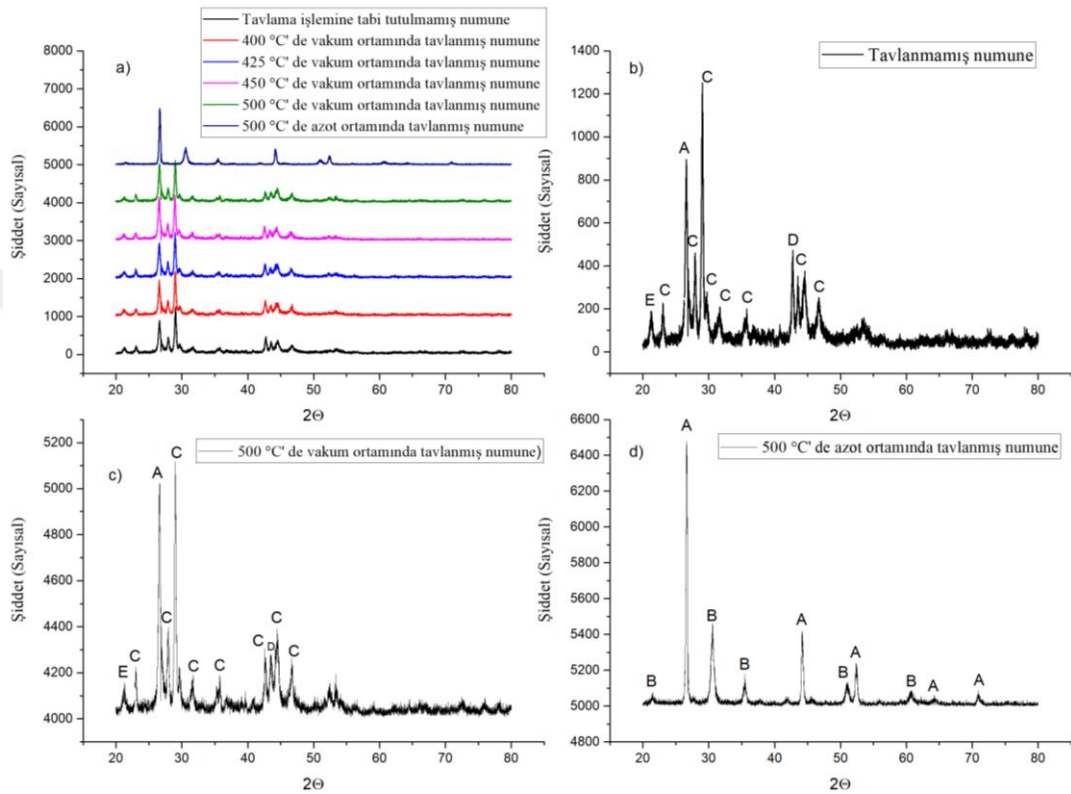 Tavlama işlemine tabi tutulmamış numune
400 °C' de vakum ortamında tavlanmış numune
425 °C' de vakum ortamında tavlanmış numune
450 °C' de vakum ortamında tavlanmış numune
500 °C' de vakum ortamında tavlanmış numune
500 °C' de azot ortamında tavlanmış numune
a)
8000
7000
6000
5000
4000
3000
2000
1000
0
20 30 40 50 60 70 80
2Θ
Şiddet (Sayısal)
b)
Tavlanmamış numune
1400
1200
1000
800
600
400
200
0
E C A C C C C C D C C
20 30 40 50 60 70 80
2Θ
Şiddet (Sayısal)
c)
500 °C' de vakum ortamında tavlanmış numune)
5200
5000
4800
4600
4400
4200
4000
E C A C C C C C D C C
20 30 40 50 60 70 80
2Θ
Şiddet (Sayısal)
d)
500 °C' de azot ortamında tavlanmış numune
6600
6400
6200
6000
5800
5600
5400
5200
5000
4800
B A B B A B A B A A
20 30 40 50 60 70 80
2Θ
Şiddet (Sayısal)